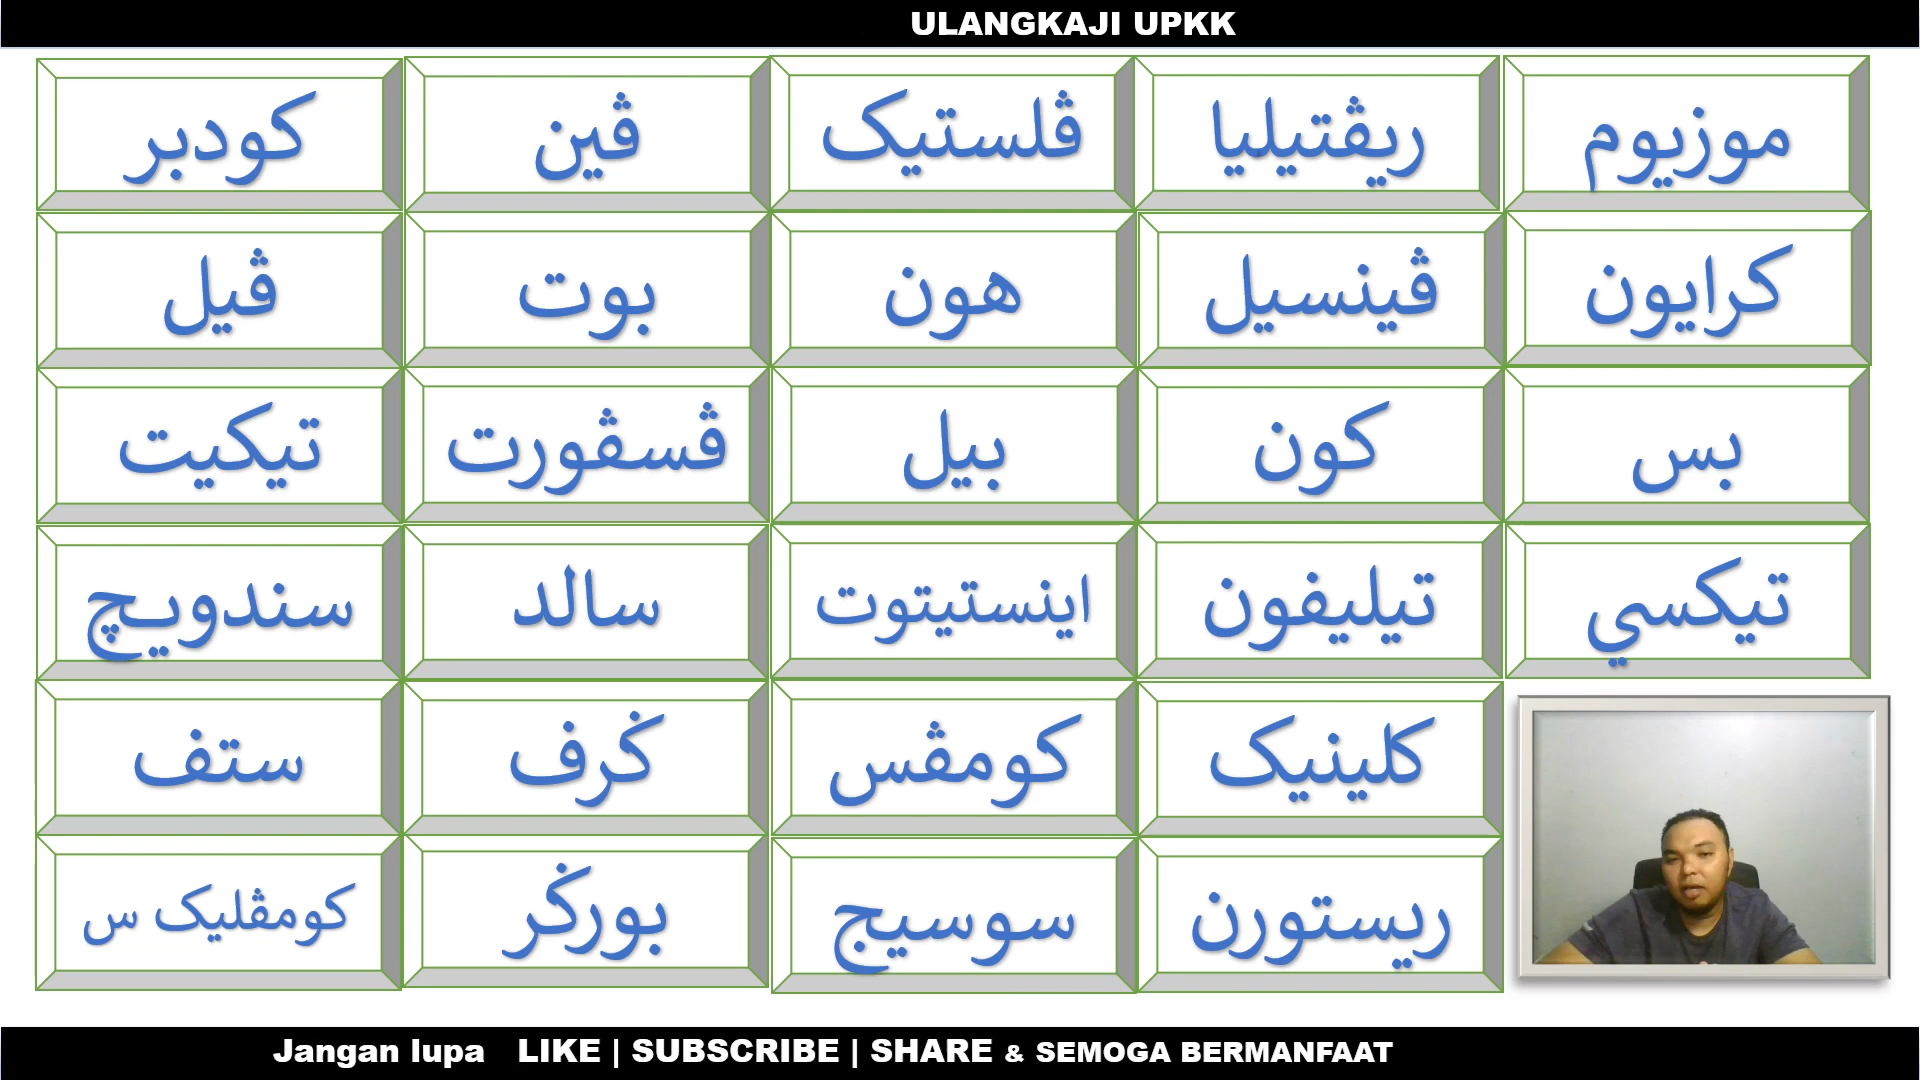 ULANGKAJI UPKK
موزيوم
ريڤتيليا
ڤلستيک
ڤين
کودبر
کرايون
ڤينسيل
هون
بوت
ڤيل
بس
کون
بيل
ڤسڤورت
تيکيت
تيکسي
تيليفون
اينستيتوت
سالد
سندويچ
کلينيک
کومڤس
ݢرف
ستف
ريستورن
سوسيج
بورݢر
کومڤليک س
Jangan lupa LIKE | SUBSCRIBE | SHARE & SEMOGA BERMANFAAT